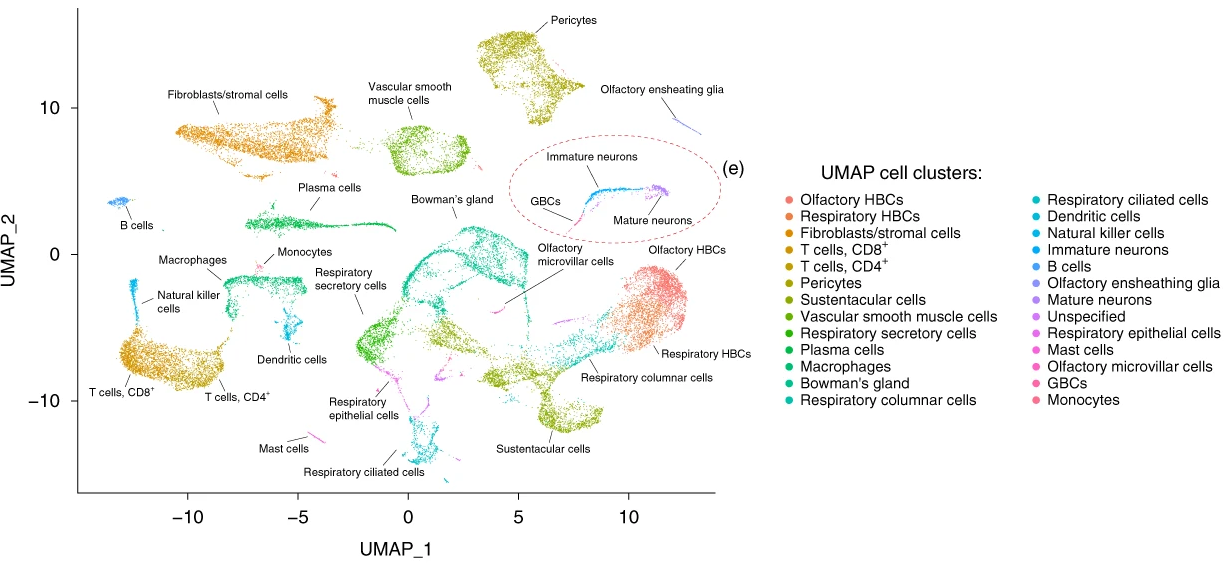 Pericytes
Olfactory ensheathing glia
Vascular smooth
muscle cells
Fibroblasts/stromal cells
10
Immature neurons
(e)
Plasma cells
GBCs
Mature neurons
Bowman's gland
B cells
UMAP_2
0
Olfactory
microvillar cells
Olfactory HBCs
Monocytes
Macrophages
Respiratory
secretory cells
Natural killer
cells
Dendritic cells
Respiratory HBCs
Respiratory columnar cells
T cells, CD8+
T cells, CD4+
−10
Respiratory
epithelial cells
Mast cells
Sustentacular cells
Respiratory ciliated cells
−10 −5 0 5 10
UMAP_1
UMAP cell clusters:
Olfactory HBCs
Respiratory HBCs
Fibroblasts/stromal cells
T cells, CD8+
T cells, CD4+
Pericytes
Sustentacular cells
Vascular smooth muscle cells
Respiratory secretory cells
Plasma cells
Macrophages
Bowman's gland
Respiratory columnar cells
Respiratory ciliated cells
Dendritic cells
Natural killer cells
Immature neurons
B cells
Olfactory ensheathing glia
Mature neurons
Unspecified
Respiratory epithelial cells
Mast cells
Olfactory microvillar cells
GBCs
Monocytes